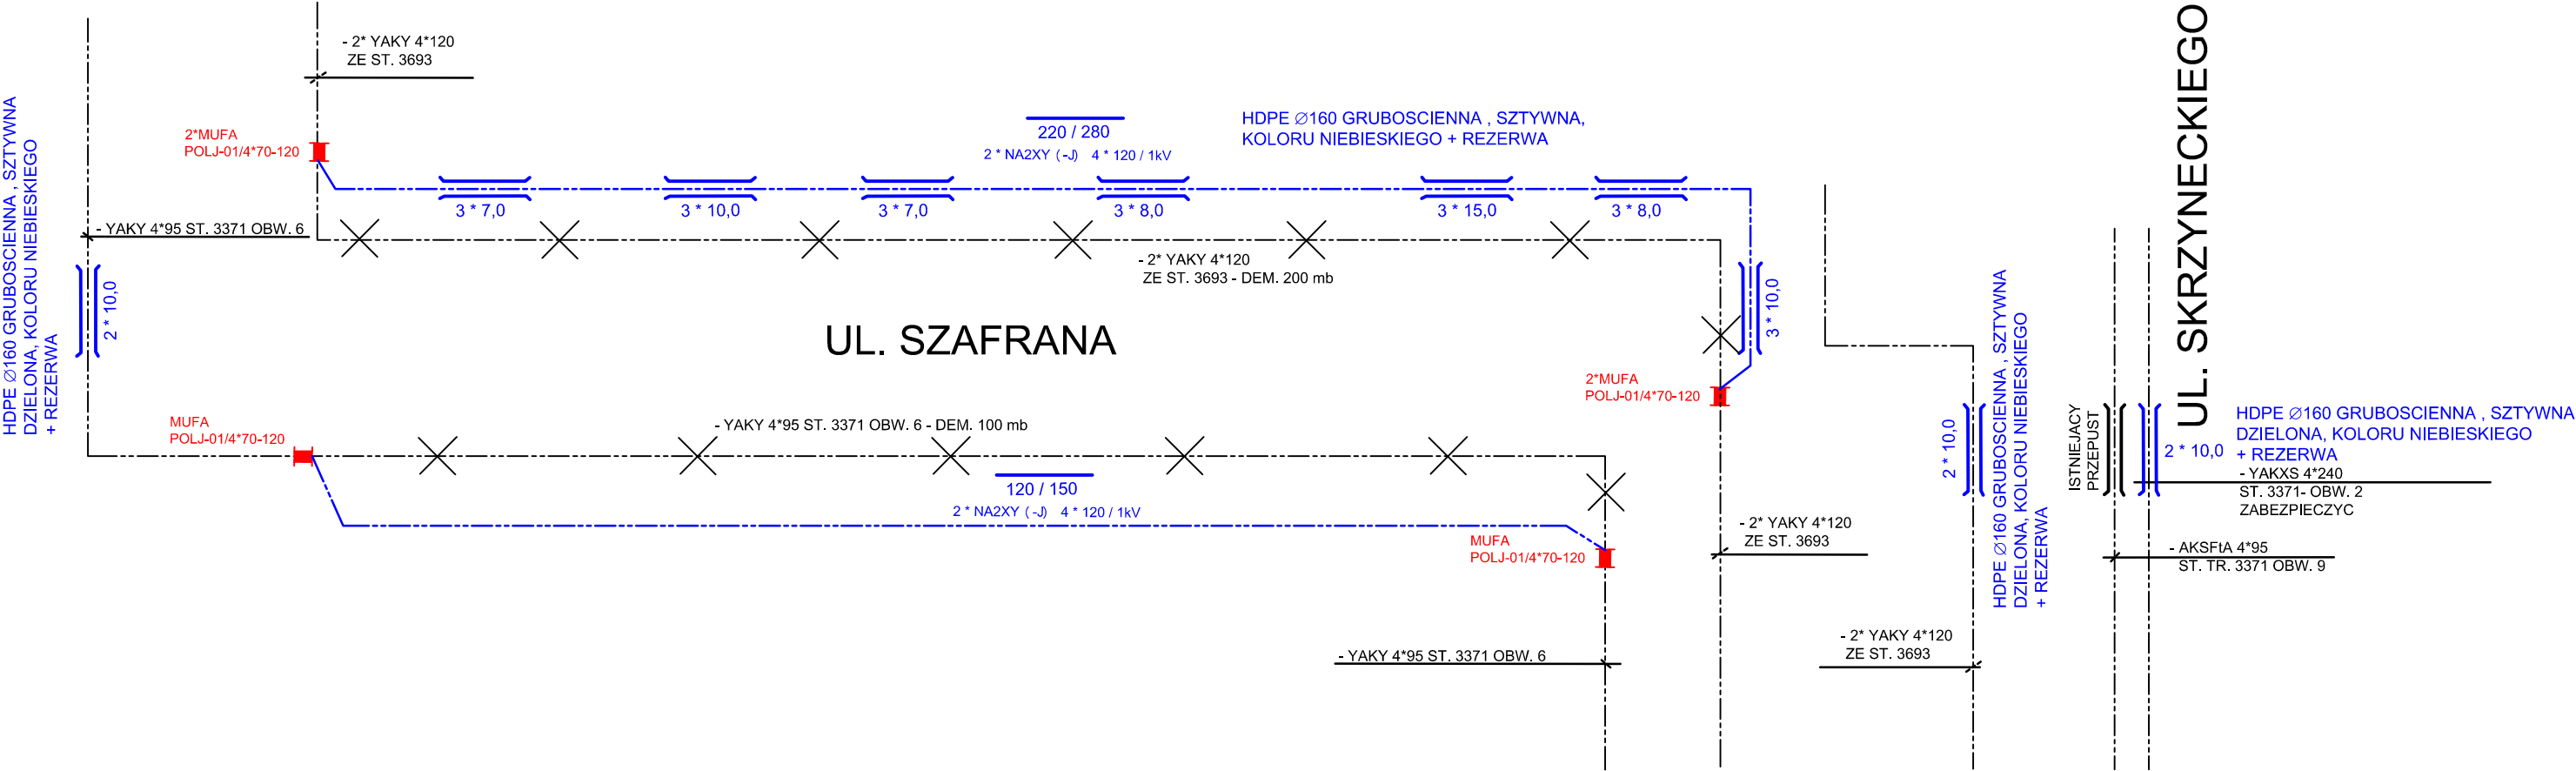 - 2* YAKY 4*120
ZE ST. 3693
HDPE Ø160 GRUBOSCIENNA , SZTYWNA
DZIELONA, KOLORU NIEBIESKIEGO
+ REZERWA
2*MUFA
POLJ-01/4*70-120
220 / 280
2 * NA2XY (-J) 4 * 120 / 1kV
HDPE Ø160 GRUBOSCIENNA , SZTYWNA,
KOLORU NIEBIESKIEGO + REZERWA
3 * 7,0
3 * 10,0
3 * 7,0
3 * 8,0
3 * 15,0
3 * 8,0
- YAKY 4*95 ST. 3371 OBW. 6
- 2* YAKY 4*120
ZE ST. 3693 - DEM. 200 mb
2 * 10,0
3 * 10,0
UL. SZAFRANA
2*MUFA
POLJ-01/4*70-120
MUFA
POLJ-01/4*70-120
- YAKY 4*95 ST. 3371 OBW. 6 - DEM. 100 mb
120 / 150
2 * NA2XY (-J) 4 * 120 / 1kV
MUFA
POLJ-01/4*70-120
- 2* YAKY 4*120
ZE ST. 3693
- YAKY 4*95 ST. 3371 OBW. 6
- 2* YAKY 4*120
ZE ST. 3693
2 * 10,0
HDPE Ø160 GRUBOSCIENNA , SZTYWNA
DZIELONA, KOLORU NIEBIESKIEGO
+ REZERWA
ISTNIEJACY
PRZEPUST
UL. SKRZYNECKIEGO
2 * 10,0
HDPE Ø160 GRUBOSCIENNA , SZTYWNA
DZIELONA, KOLORU NIEBIESKIEGO
+ REZERWA
- YAKXS 4*240
ST. 3371- OBW. 2
ZABEZPIECZYC
- AKSFtA 4*95
ST. TR. 3371 OBW. 9